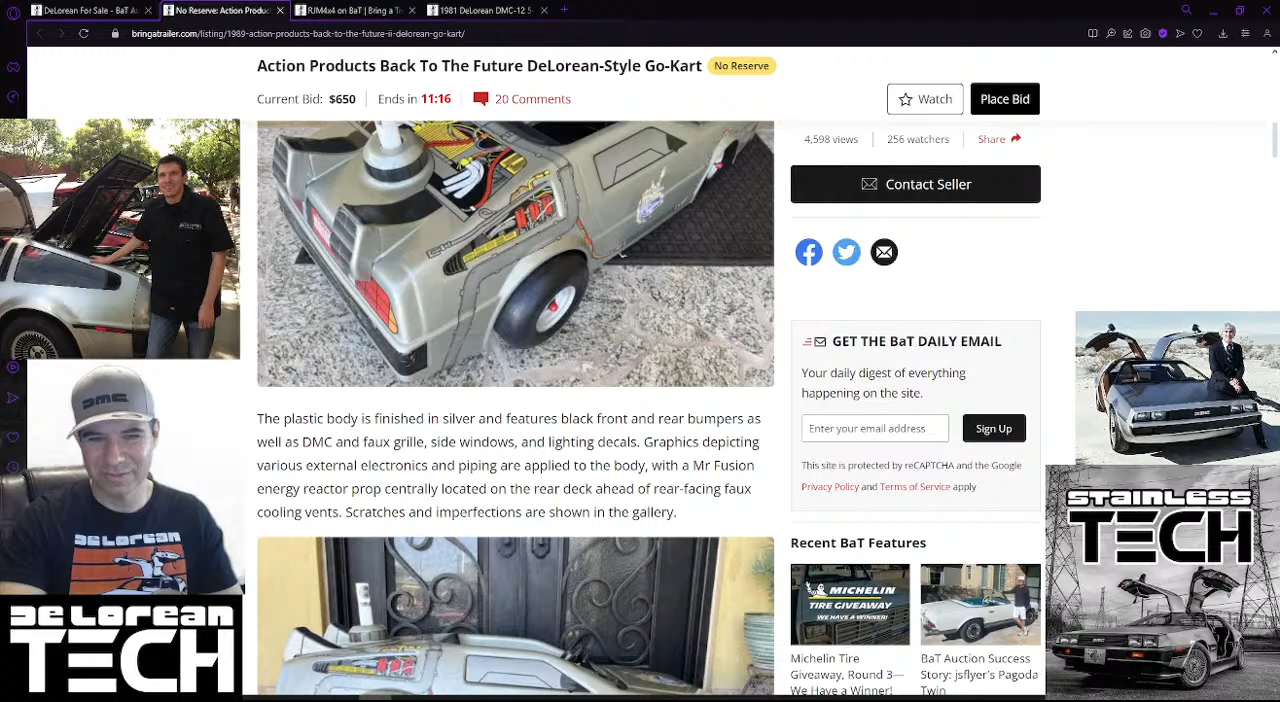 DeLorean For Sale - BaT Au
No Reserve: Action Produc
RJM4x4 on BaT | Bring a Tr
1981 DeLorean DMC-12 5-
bringatrailer.com/listing/1989-action-products-back-to-the-future-ii-delorean-go-kart/
Action Products Back To The Future DeLorean-Style Go-Kart
No Reserve
Current Bid: $650
Ends in 11:16
20 Comments
Watch
Place Bid
4,598 views
256 watchers
Share
Contact Seller
GET THE BaT DAILY EMAIL
Your daily digest of everything
happening on the site.
Enter your email address
Sign Up
This site is protected by reCAPTCHA and the Google
Privacy Policy and Terms of Service apply
The plastic body is finished in silver and features black front and rear bumpers as
well as DMC and faux grille, side windows, and lighting decals. Graphics depicting
various external electronics and piping are applied to the body, with a Mr Fusion
energy reactor prop centrally located on the rear deck ahead of rear-facing faux
cooling vents. Scratches and imperfections are shown in the gallery.
Recent BaT Features
MICHELIN
TIRE GIVEAWAY
WE HAVE A WINNER!
Michelin Tire
Giveaway, Round 3—
We Have a Winner!
BaT Auction Success
Story: jsflyer's Pagoda
Twin
DMC
DeLorean
DeLorean
TECH
STAINLESS
TECH